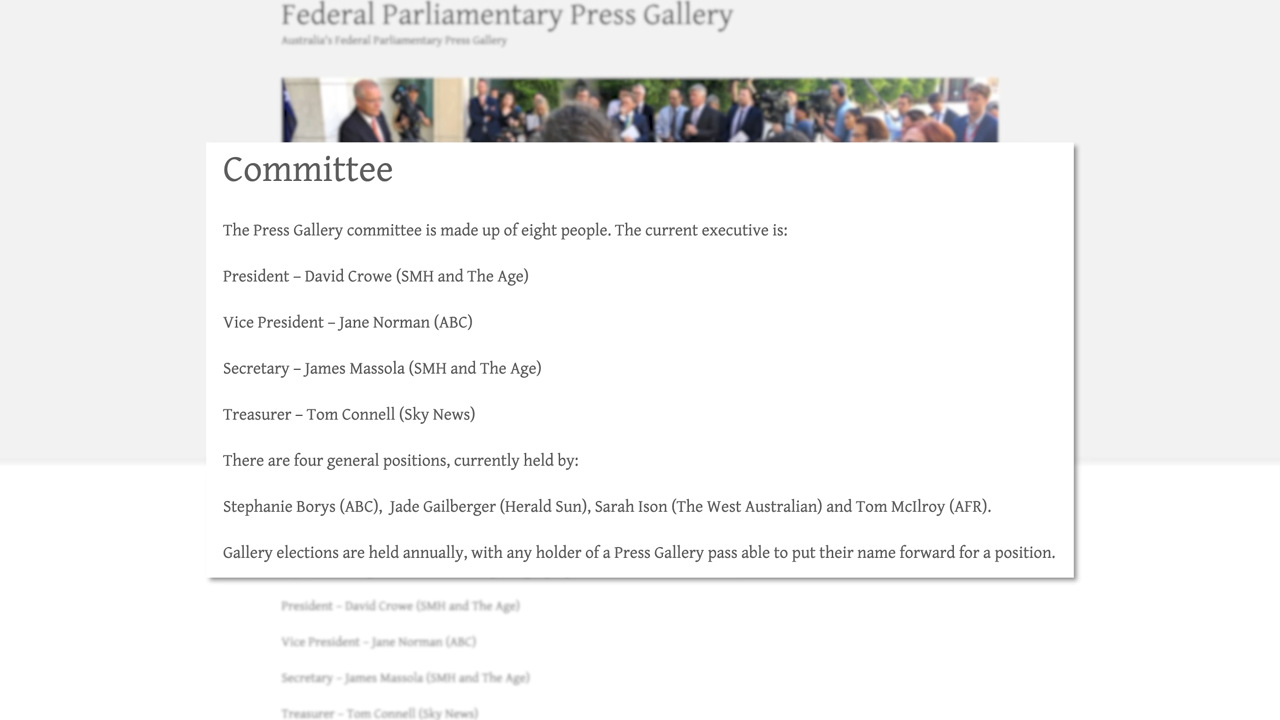 Federal Parliamentary Press Gallery
Australia's Federal Parliamentary Press Gallery
Committee
The Press Gallery committee is made up of eight people. The current executive is:
President – David Crowe (SMH and The Age)
Vice President – Jane Norman (ABC)
Secretary – James Massola (SMH and The Age)
Treasurer – Tom Connell (Sky News)
There are four general positions, currently held by:
Stephanie Borys (ABC),  Jade Gailberger (Herald Sun), Sarah Ison (The West Australian) and Tom McIlroy (AFR).
Gallery elections are held annually, with any holder of a Press Gallery pass able to put their name forward for a position.
President – David Crowe (SMH and The Age)
Vice President – Jane Norman (ABC)
Secretary – James Massola (SMH and The Age)
Treasurer – Tom Connell (Sky News)